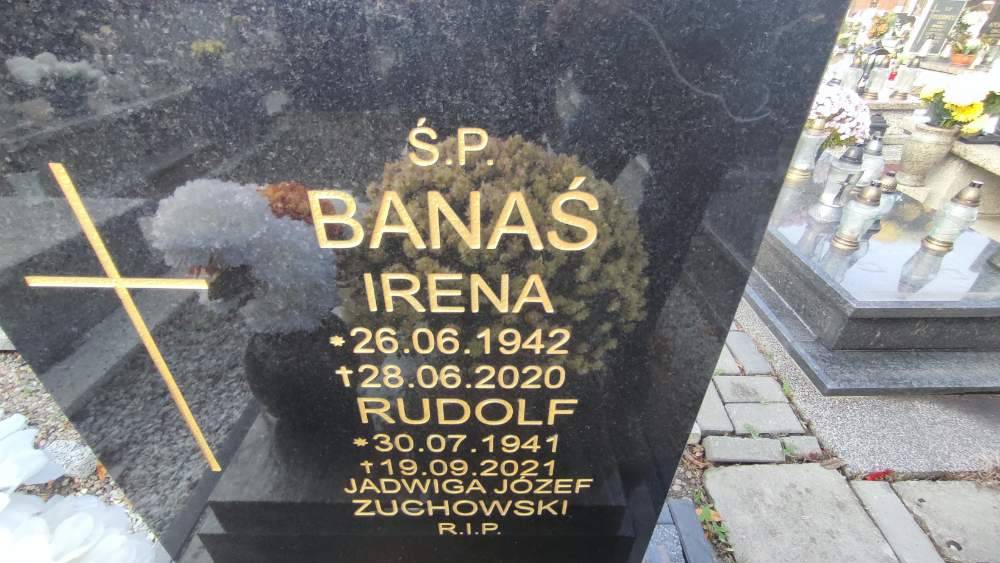 Ś.P.
BANAŚ
IRENA
*26.06.1942
†28.06.2020
RUDOLF
*30.07.1941
†19.09.2021
JADWIGA JÓZEF
ZUCHOWSKI
R.I.P.